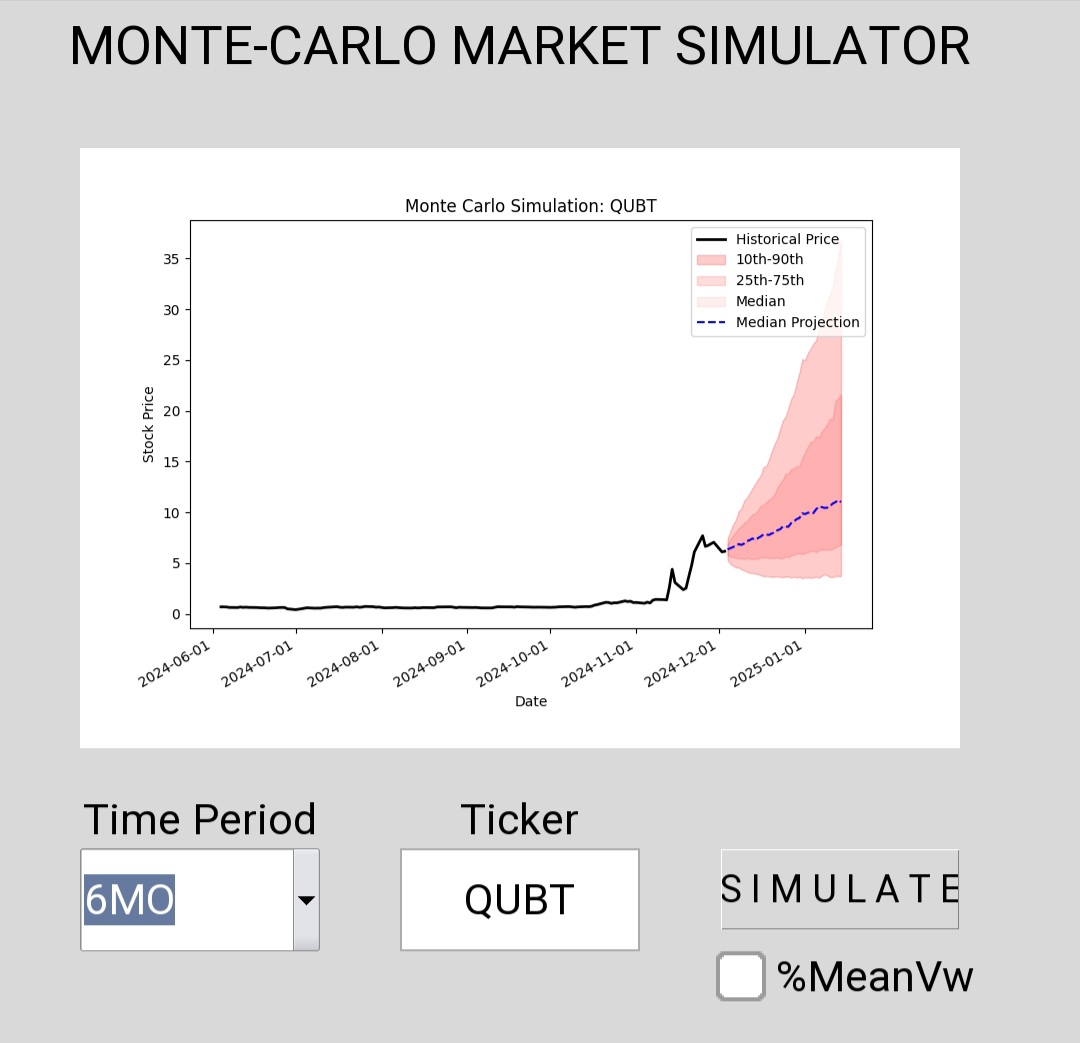 MONTE-CARLO MARKET SIMULATOR
Monte Carlo Simulation: QUBT
Historical Price
10th-90th
25th-75th
Median
Median Projection
35
30
25
20
15
10
5
0
Stock Price
2024-06-01
2024-07-01
2024-08-01
2024-09-01
2024-10-01
2024-11-01
2024-12-01
2025-01-01
Date
Time Period
Ticker
6MO
QUBT
SIMULATE
%MeanVw